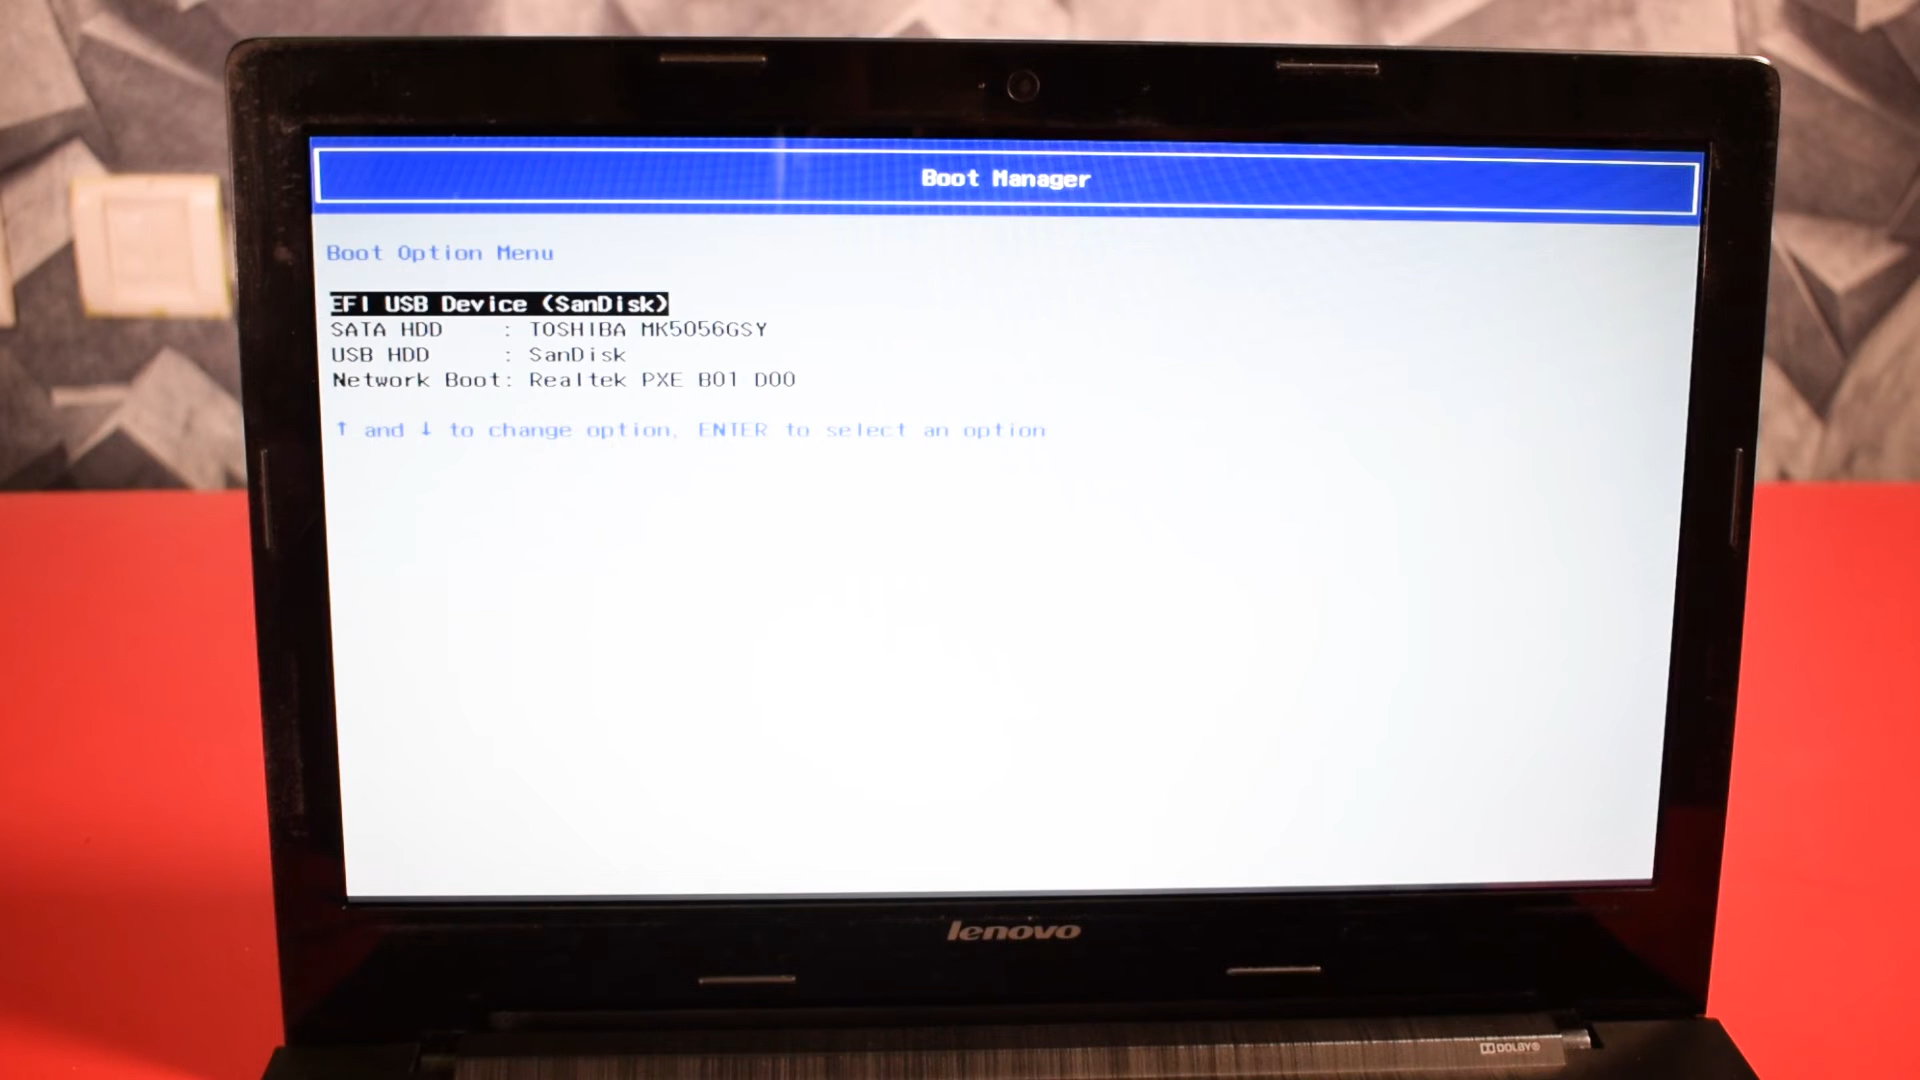 Boot Manager
Boot Option Menu
EFI USB Device (SanDisk)
SATA HDD : TOSHIBA MK5056GSY
USB HDD : SanDisk
Network Boot: Realtek PXE B01 D00
↑ and ↓ to change option, ENTER to select an option
lenovo
DOLBY®